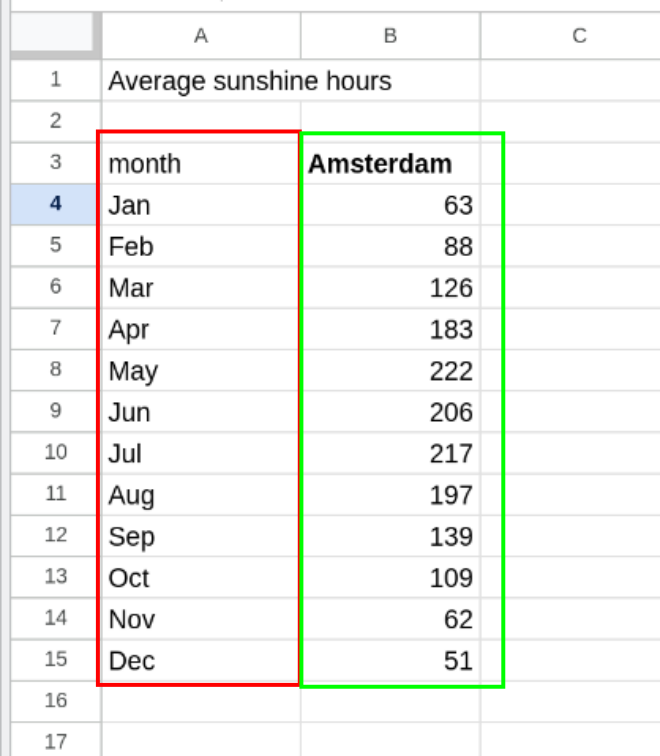 A B C
1 Average sunshine hours
2
3 month Amsterdam
4 Jan 63
5 Feb 88
6 Mar 126
7 Apr 183
8 May 222
9 Jun 206
10 Jul 217
11 Aug 197
12 Sep 139
13 Oct 109
14 Nov 62
15 Dec 51
16
17